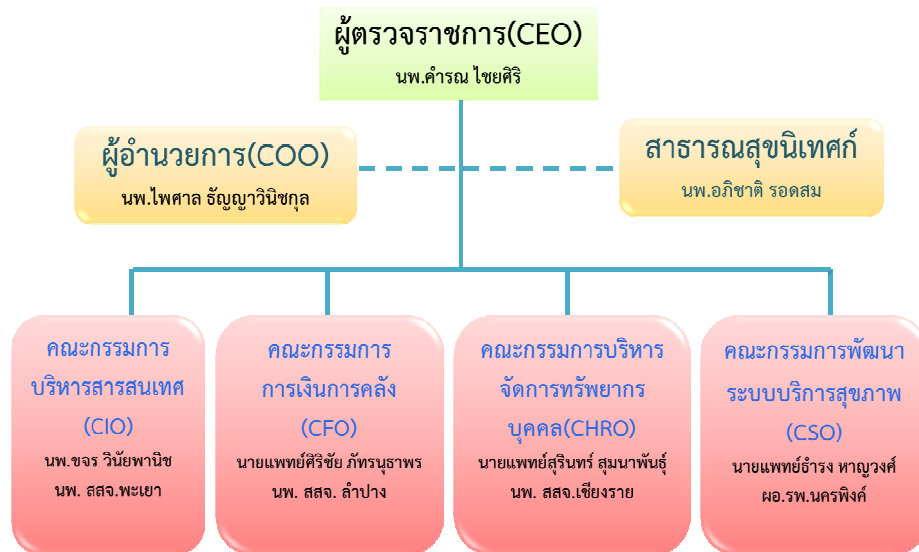 ผู้ตรวจราชการ(CEO)
นพ.คำรณ ไชยศิริ
ผู้อำนวยการ(COO)
นพ.ไพศาล ธัญญาวินิชกุล
สาธารณสุขนิเทศก์
นพ.อภิชาติ รอดสม
คณะกรรมการ
บริหารสารสนเทศ
(CIO)
นพ.ขจร วินัยพานิช
นพ. สสจ.พะเยา
คณะกรรมการ
การเงินการคลัง
(CFO)
นายแพทย์ศิริชัย ภัทรนุธาพร
นพ. สสจ. ลำปาง
คณะกรรมการบริหาร
จัดการทรัพยากร
บุคคล(CHRO)
นายแพทย์สุรินทร์ สุมนาพันธุ์
นพ. สสจ.เชียงราย
คณะกรรมการพัฒนา
ระบบบริการสุขภาพ
(CSO)
นายแพทย์ธำรง หาญวงศ์
ผอ.รพ.นครพิงค์